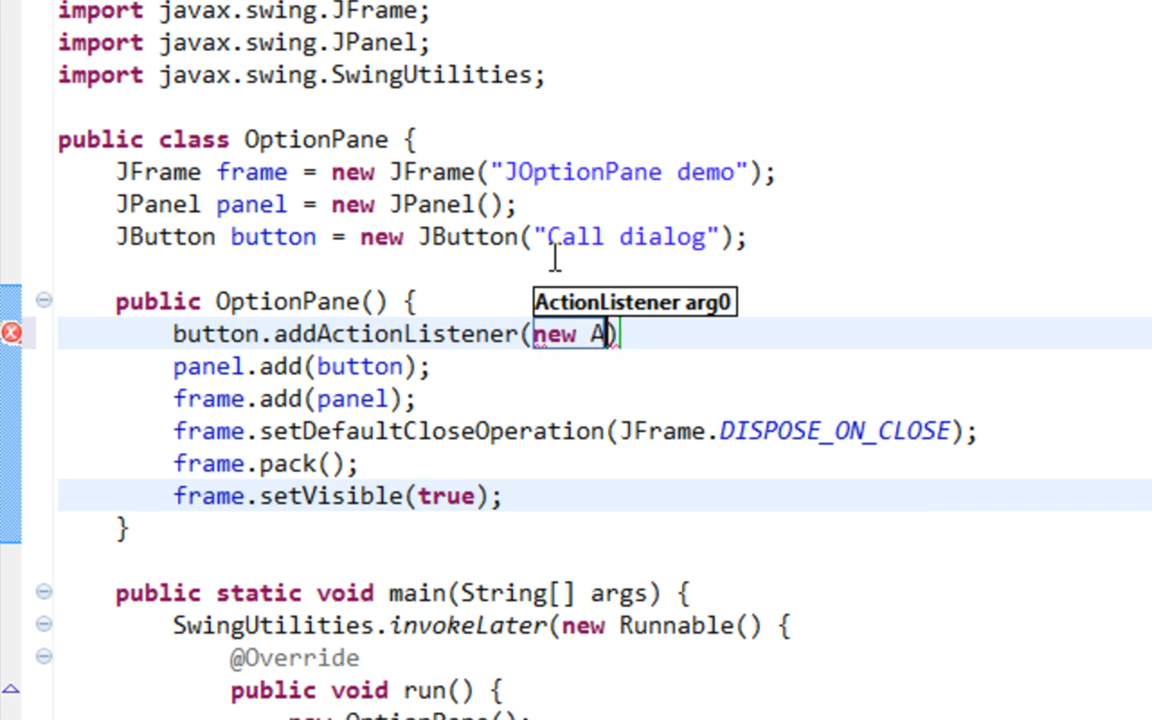 import javax.swing.JFrame;
import javax.swing.JPanel;
import javax.swing.SwingUtilities;
public class OptionPane {
JFrame frame = new JFrame("JOptionPane demo");
JPanel panel = new JPanel();
JButton button = new JButton("Call dialog");
public OptionPane() {
ActionListener arg0
button.addActionListener(new A)
panel.add(button);
frame.add(panel);
frame.setDefaultCloseOperation(JFrame.DISPOSE_ON_CLOSE);
frame.pack();
frame.setVisible(true);
}
public static void main(String[] args) {
SwingUtilities.invokeLater(new Runnable() {
@Override
public void run() {
new OptionPane();